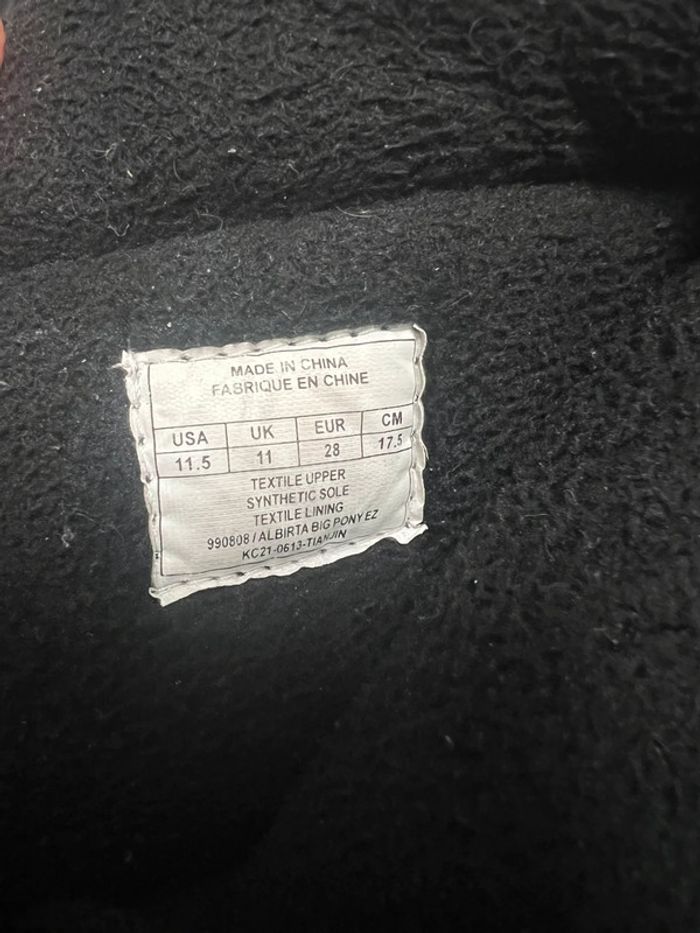 MADE IN CHINA
FABRIQUE EN CHINE
USA UK EUR CM
11.5 11 28 17.5
TEXTILE UPPER
SYNTHETIC SOLE
TEXTILE LINING
990808 / ALBIRTA BIG PONY EZ
KC21-0613-TIANJIN